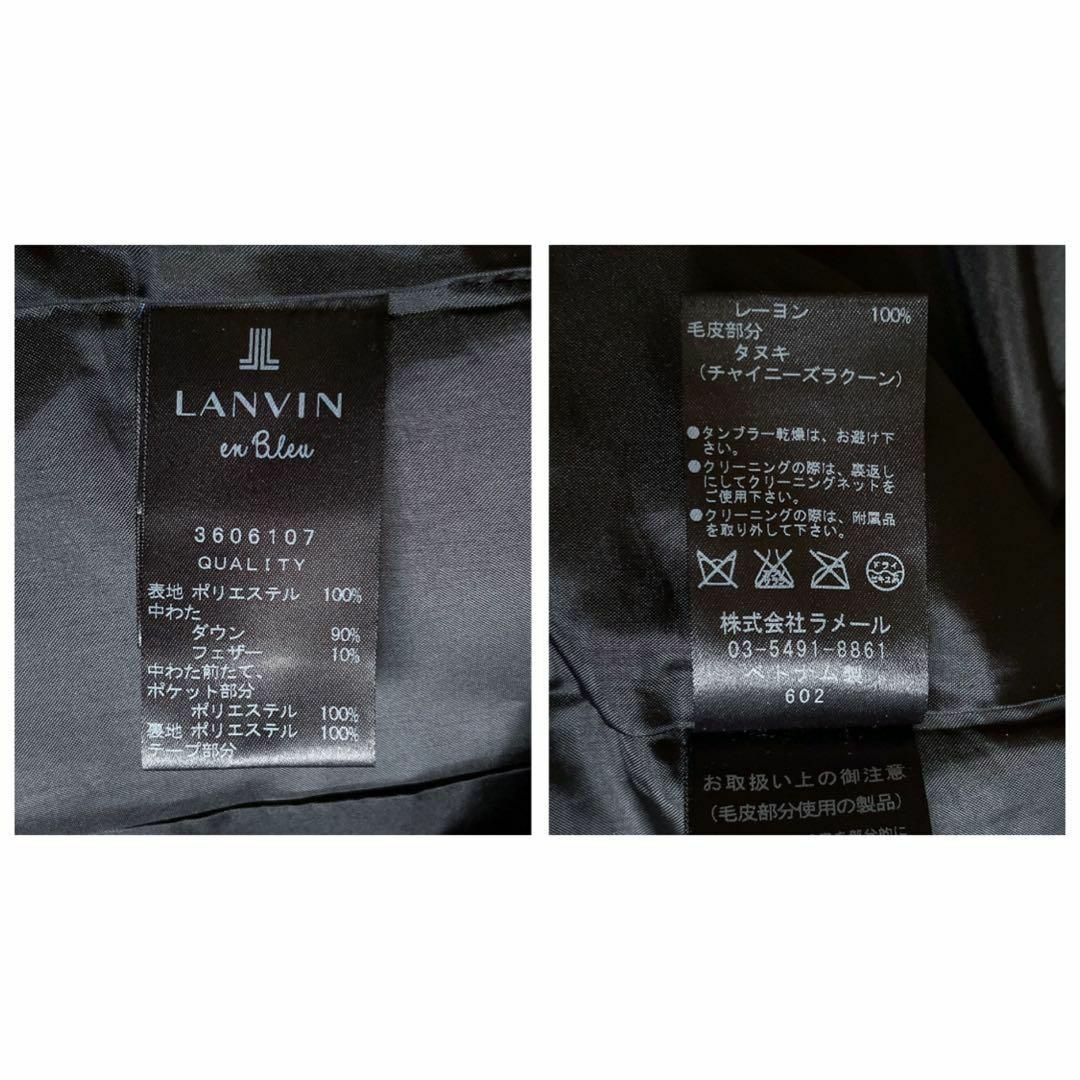 LANVIN
en Bleu
3606107
QUALITY
表地 ポリエステル 100%
中わた
ダウン 90%
フェザー 10%
中わた前たて、
ポケット部分
ポリエステル 100%
裏地 ポリエステル 100%
テープ部分
レーヨン 100%
毛皮部分
タヌキ
(チャイニーズラクーン)
●タンブラー乾燥は、お避け下
さい。
●クリーニングの際は、裏返し
にしてクリーニングネットを
ご使用下さい。
●クリーニングの際は、附属品
を取り外して下さい。
ドライ
セキユ系
株式会社ラメール
03-5491-8861
ベトナム製
602
お取扱い上の御注意
(毛皮部分使用の製品)
を部分的に